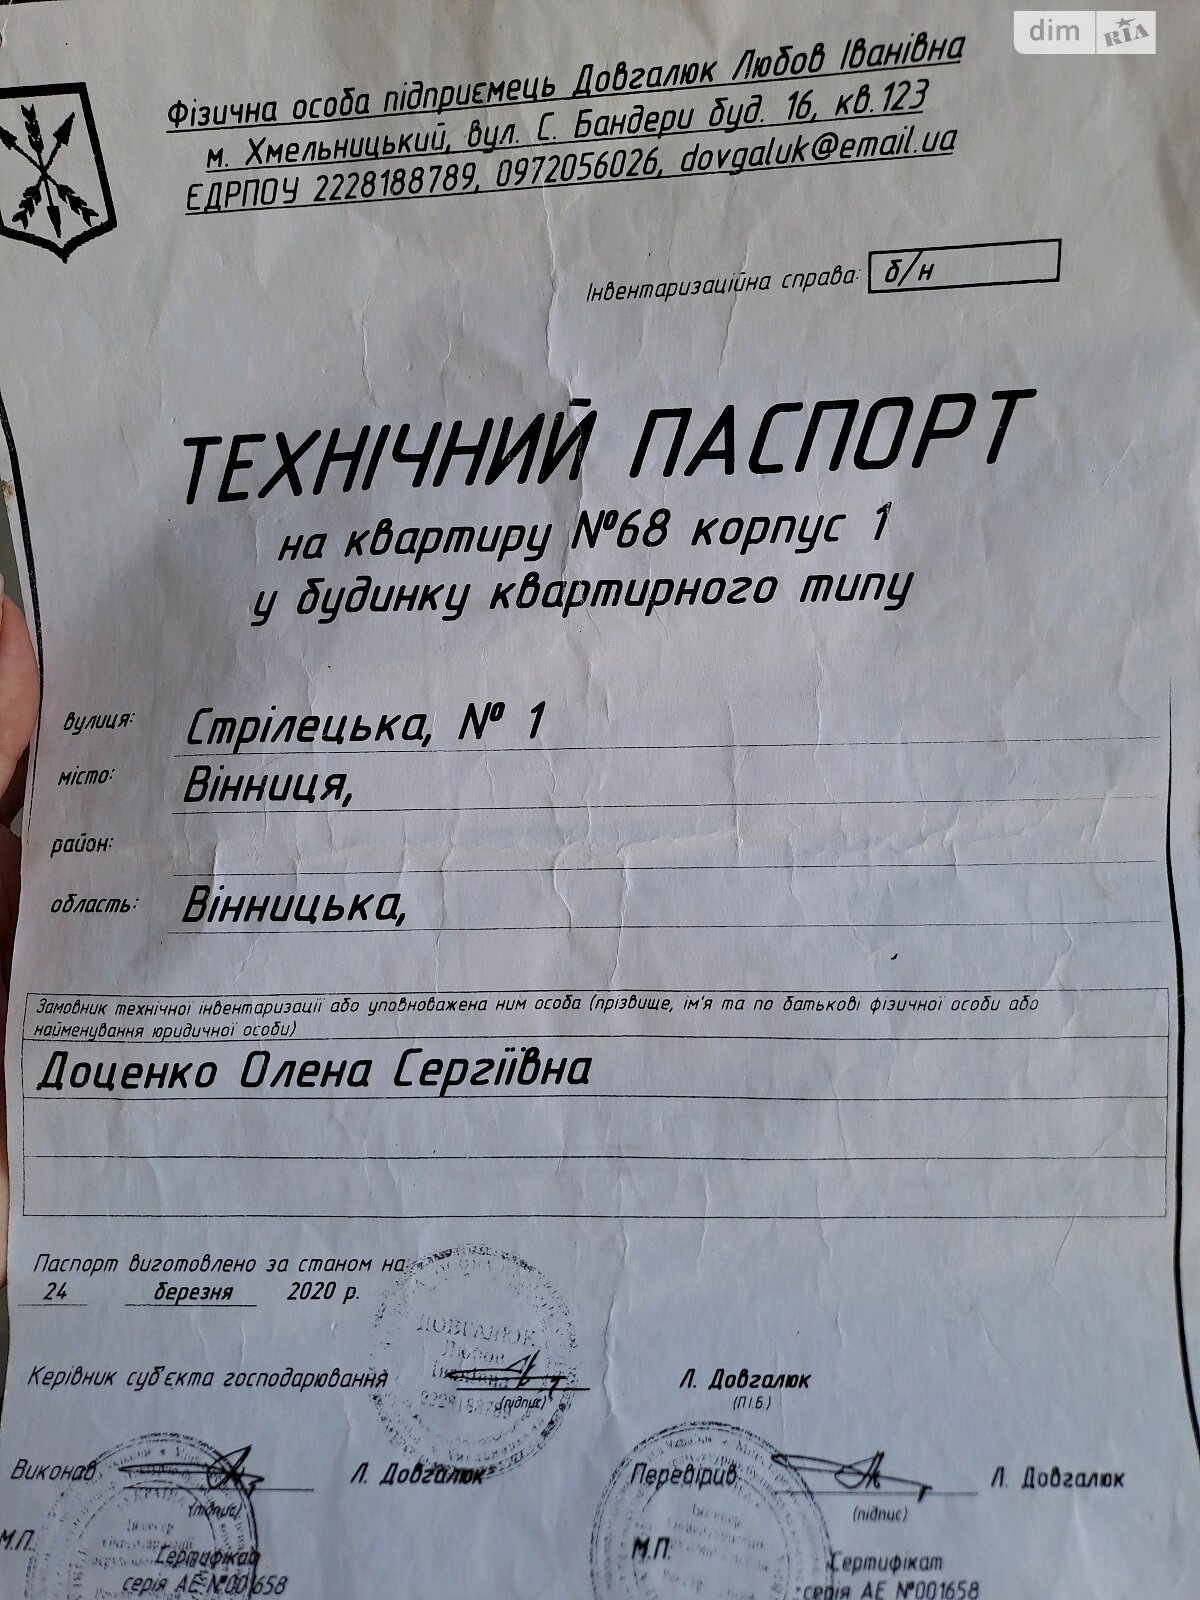 dim RIA
Фізична особа підприємець Довгалюк Любов Іванівна
м. Хмельницький, вул. С. Бандери буд. 16, кв.123
ЄДРПОУ 2228188789, 0972056026, dovgaluk@email.ua
Інвентаризаційна справа: б/н
ТЕХНІЧНИЙ ПАСПОРТ
на квартиру №68 корпус 1
у будинку квартирного типу
вулиця: Стрілецька, № 1
місто: Вінниця,
район:
область: Вінницька,
Замовник технічної інвентаризації або уповноважена ним особа (прізвище, ім'я та по батькові фізичної особи або
найменування юридичної особи)
Доценко Олена Сергіївна
Паспорт виготовлено за станом на:
24 березня 2020 р.
Керівник суб'єкта господарювання Л. Довгалюк
(підпис) (П.І.Б.)
Виконав Л. Довгалюк Перевірив Л. Довгалюк
(підпис) (підпис)
М.П. М.П.
Сертифікат Сертифікат
серія АЕ №001658 серія АЕ №001658